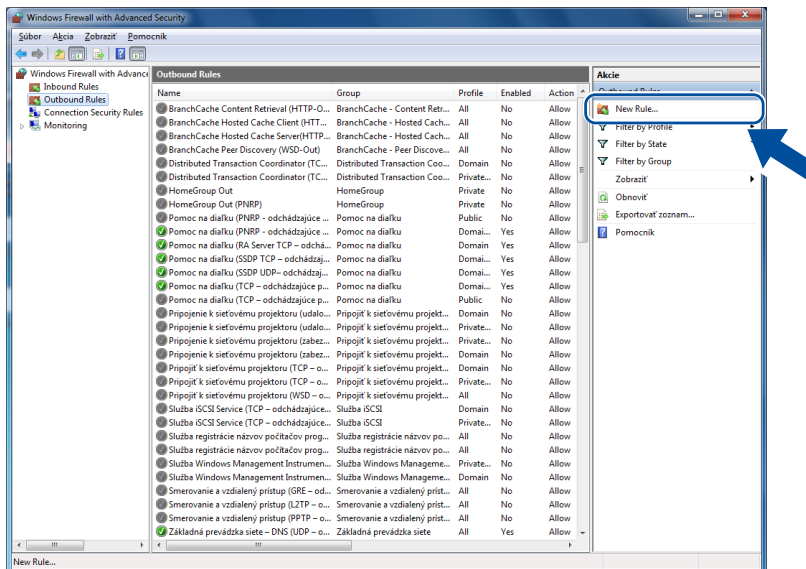 Windows Firewall with Advanced Security
Súbor Akcia Zobraziť Pomocník
Windows Firewall with Advance
Inbound Rules
Outbound Rules
Connection Security Rules
Monitoring
Outbound Rules
Name Group Profile Enabled Action
BranchCache Content Retrieval (HTTP-O... BranchCache - Content Retr... All No Allow
BranchCache Hosted Cache Client (HTT... BranchCache - Hosted Cach... All No Allow
BranchCache Hosted Cache Server(HTTP... BranchCache - Hosted Cach... All No Allow
BranchCache Peer Discovery (WSD-Out) BranchCache - Peer Discove... All No Allow
Distributed Transaction Coordinator (TC... Distributed Transaction Coo... Domain No Allow
Distributed Transaction Coordinator (TC... Distributed Transaction Coo... Private... No Allow
HomeGroup Out HomeGroup Private No Allow
HomeGroup Out (PNRP) HomeGroup Private No Allow
Pomoc na diaľku (PNRP - odchádzajúce ... Pomoc na diaľku Public No Allow
Pomoc na diaľku (PNRP - odchádzajúce ... Pomoc na diaľku Domai... Yes Allow
Pomoc na diaľku (RA Server TCP – odchá... Pomoc na diaľku Domain Yes Allow
Pomoc na diaľku (SSDP TCP – odchádzaj... Pomoc na diaľku Domai... Yes Allow
Pomoc na diaľku (SSDP UDP– odchádzaj... Pomoc na diaľku Domai... Yes Allow
Pomoc na diaľku (TCP – odchádzajúce p... Pomoc na diaľku Domai... Yes Allow
Pomoc na diaľku (TCP – odchádzajúce p... Pomoc na diaľku Public No Allow
Pripojenie k sieťovému projektoru (udalo... Pripojiť k sieťovému projekt... Domain No Allow
Pripojenie k sieťovému projektoru (udalo... Pripojiť k sieťovému projekt... Private... No Allow
Pripojenie k sieťovému projektoru (zabez... Pripojiť k sieťovému projekt... Private... No Allow
Pripojenie k sieťovému projektoru (zabez... Pripojiť k sieťovému projekt... Domain No Allow
Pripojiť k sieťovému projektoru (TCP – o... Pripojiť k sieťovému projekt... Domain No Allow
Pripojiť k sieťovému projektoru (TCP – o... Pripojiť k sieťovému projekt... Private... No Allow
Pripojiť k sieťovému projektoru (WSD – o... Pripojiť k sieťovému projekt... All No Allow
Služba iSCSI Service (TCP – odchádzajúce... Služba iSCSI Domain No Allow
Služba iSCSI Service (TCP – odchádzajúce... Služba iSCSI Private... No Allow
Služba registrácie názvov počítačov prog... Služba registrácie názvov po... All No Allow
Služba registrácie názvov počítačov prog... Služba registrácie názvov po... All No Allow
Služba Windows Management Instrumen... Služba Windows Manageme... Private... No Allow
Služba Windows Management Instrumen... Služba Windows Manageme... Domain No Allow
Smerovanie a vzdialený prístup (GRE – od... Smerovanie a vzdialený príst... All No Allow
Smerovanie a vzdialený prístup (L2TP – o... Smerovanie a vzdialený príst... All No Allow
Smerovanie a vzdialený prístup (PPTP – o... Smerovanie a vzdialený príst... All No Allow
Základná prevádzka siete – DNS (UDP – o... Základná prevádzka siete All Yes Allow
Akcie
Outbound Rules
New Rule...
Filter by Profile
Filter by State
Filter by Group
Zobraziť
Obnoviť
Exportovať zoznam...
Pomocník
New Rule...